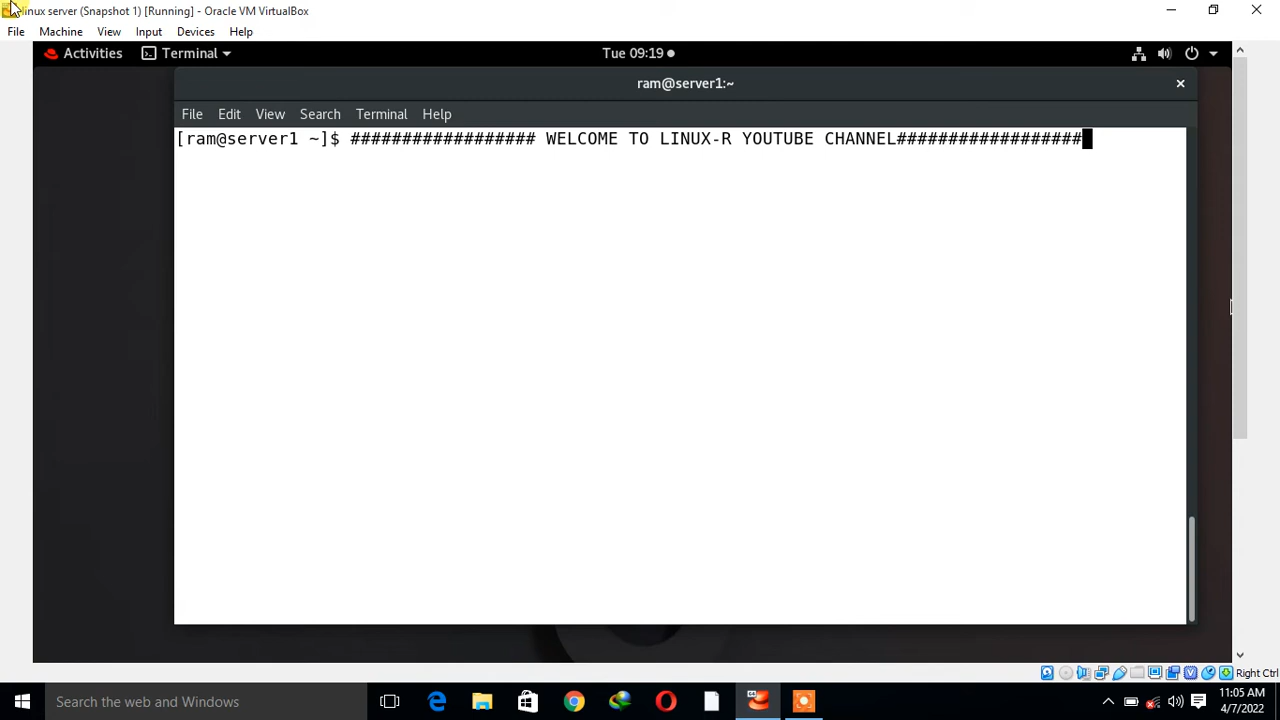 linux server (Snapshot 1) [Running] - Oracle VM VirtualBox
File Machine View Input Devices Help
Activities Terminal Tue 09:19
ram@server1:~
File Edit View Search Terminal Help
[ram@server1 ~]$ ################## WELCOME TO LINUX-R YOUTUBE CHANNEL##################
Right Ctrl
Search the web and Windows
11:05 AM
4/7/2022